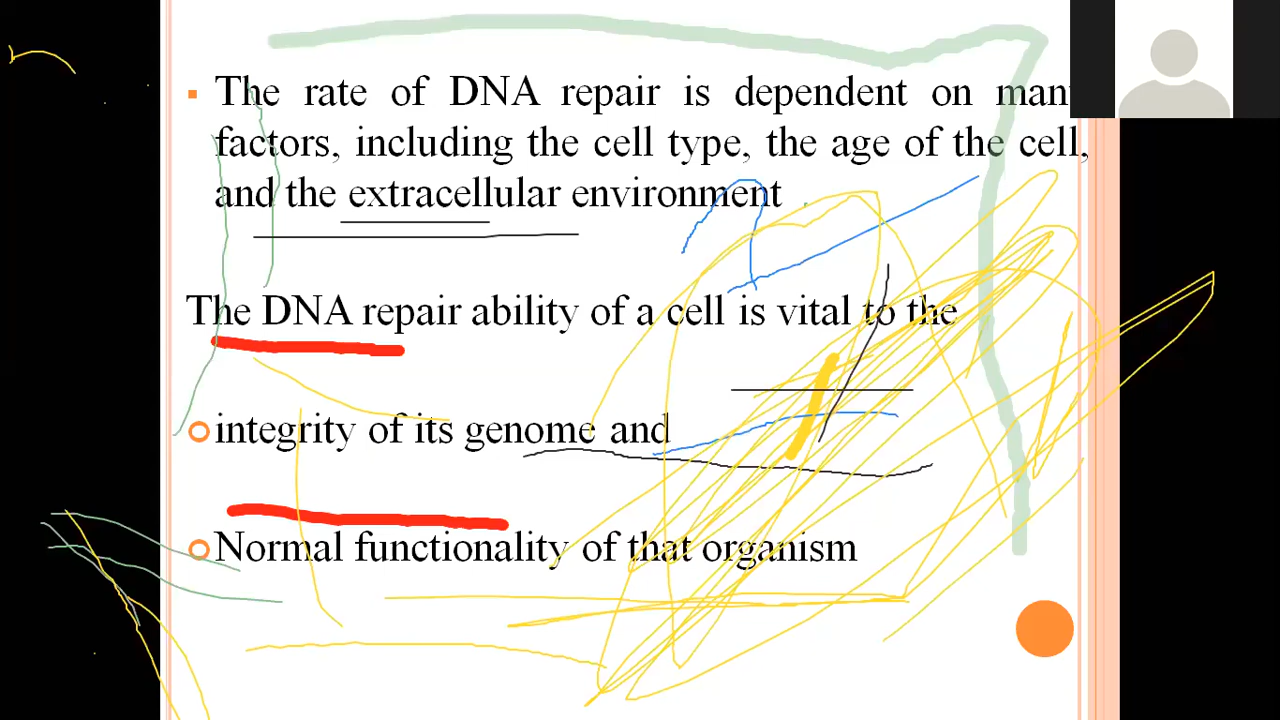 The rate of DNA repair is dependent on many
factors, including the cell type, the age of the cell,
and the extracellular environment
The DNA repair ability of a cell is vital to the
integrity of its genome and
Normal functionality of that organism